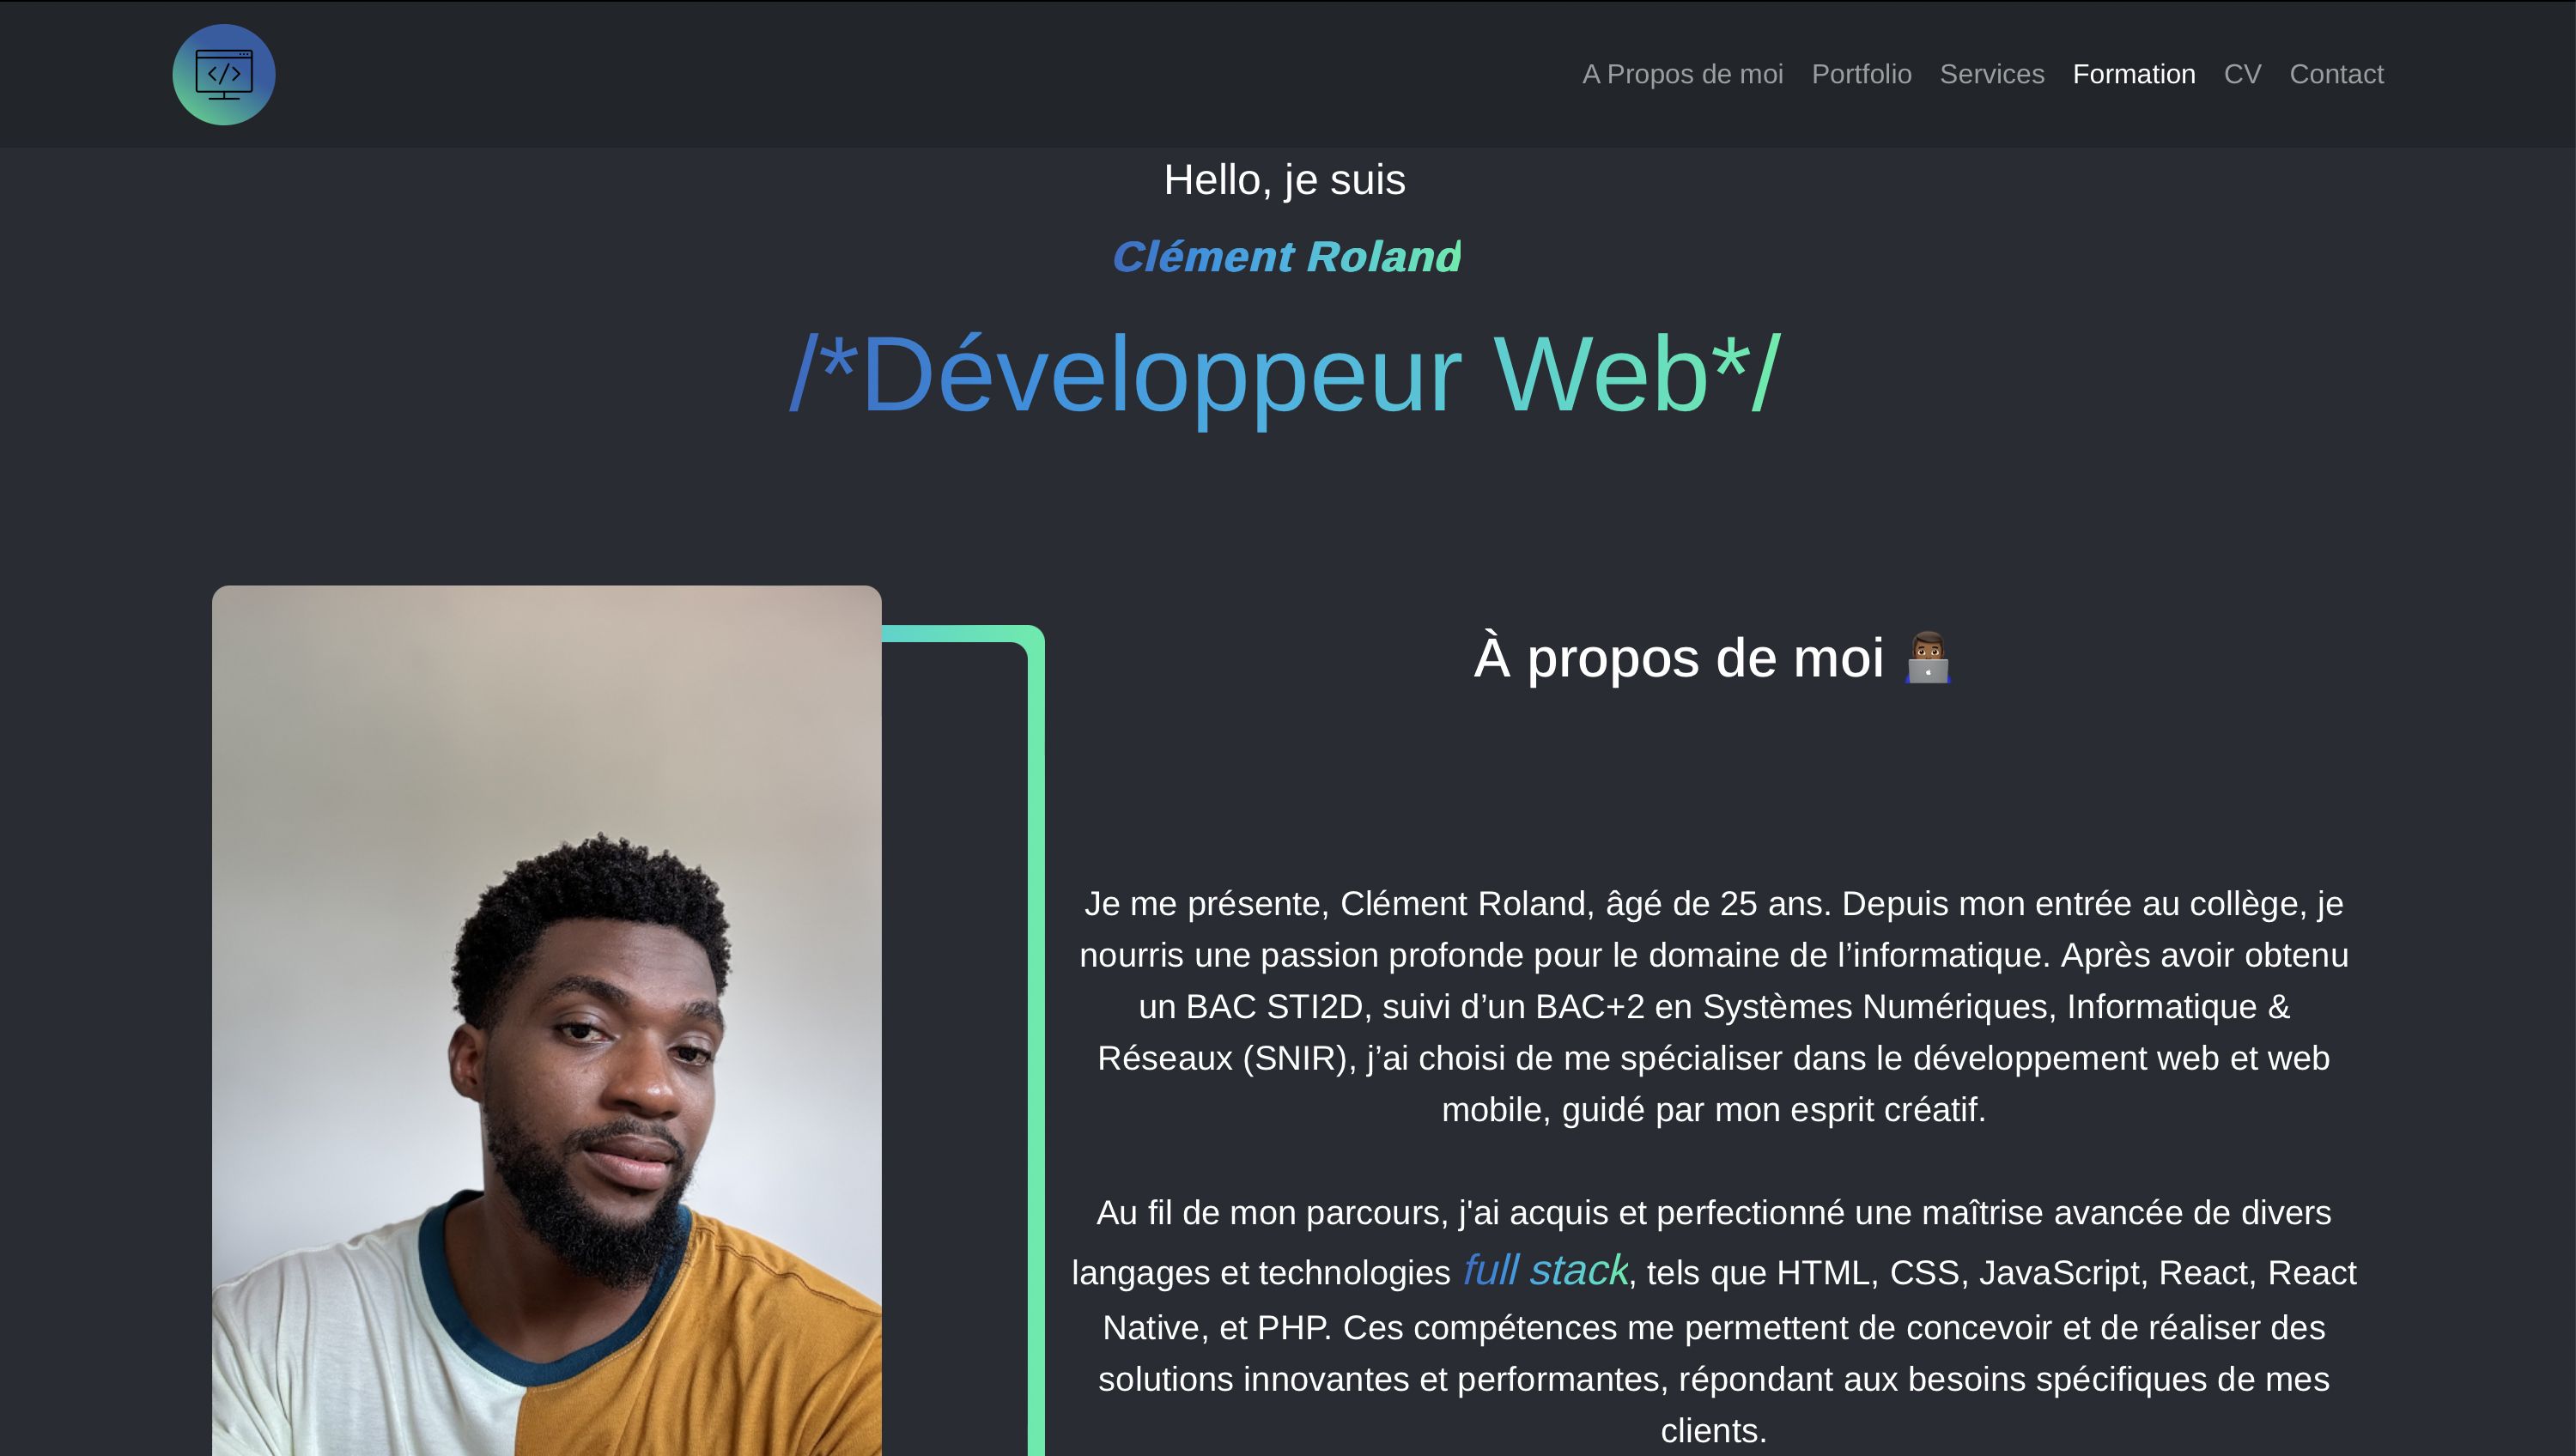 </>
A Propos de moi Portfolio Services Formation CV Contact
Hello, je suis
Clément Roland
/*Développeur Web*/
À propos de moi 👨🏾‍💻
Je me présente, Clément Roland, âgé de 25 ans. Depuis mon entrée au collège, je
nourris une passion profonde pour le domaine de l’informatique. Après avoir obtenu
un BAC STI2D, suivi d’un BAC+2 en Systèmes Numériques, Informatique &
Réseaux (SNIR), j’ai choisi de me spécialiser dans le développement web et web
mobile, guidé par mon esprit créatif.
Au fil de mon parcours, j'ai acquis et perfectionné une maîtrise avancée de divers
langages et technologies full stack, tels que HTML, CSS, JavaScript, React, React
Native, et PHP. Ces compétences me permettent de concevoir et de réaliser des
solutions innovantes et performantes, répondant aux besoins spécifiques de mes
clients.